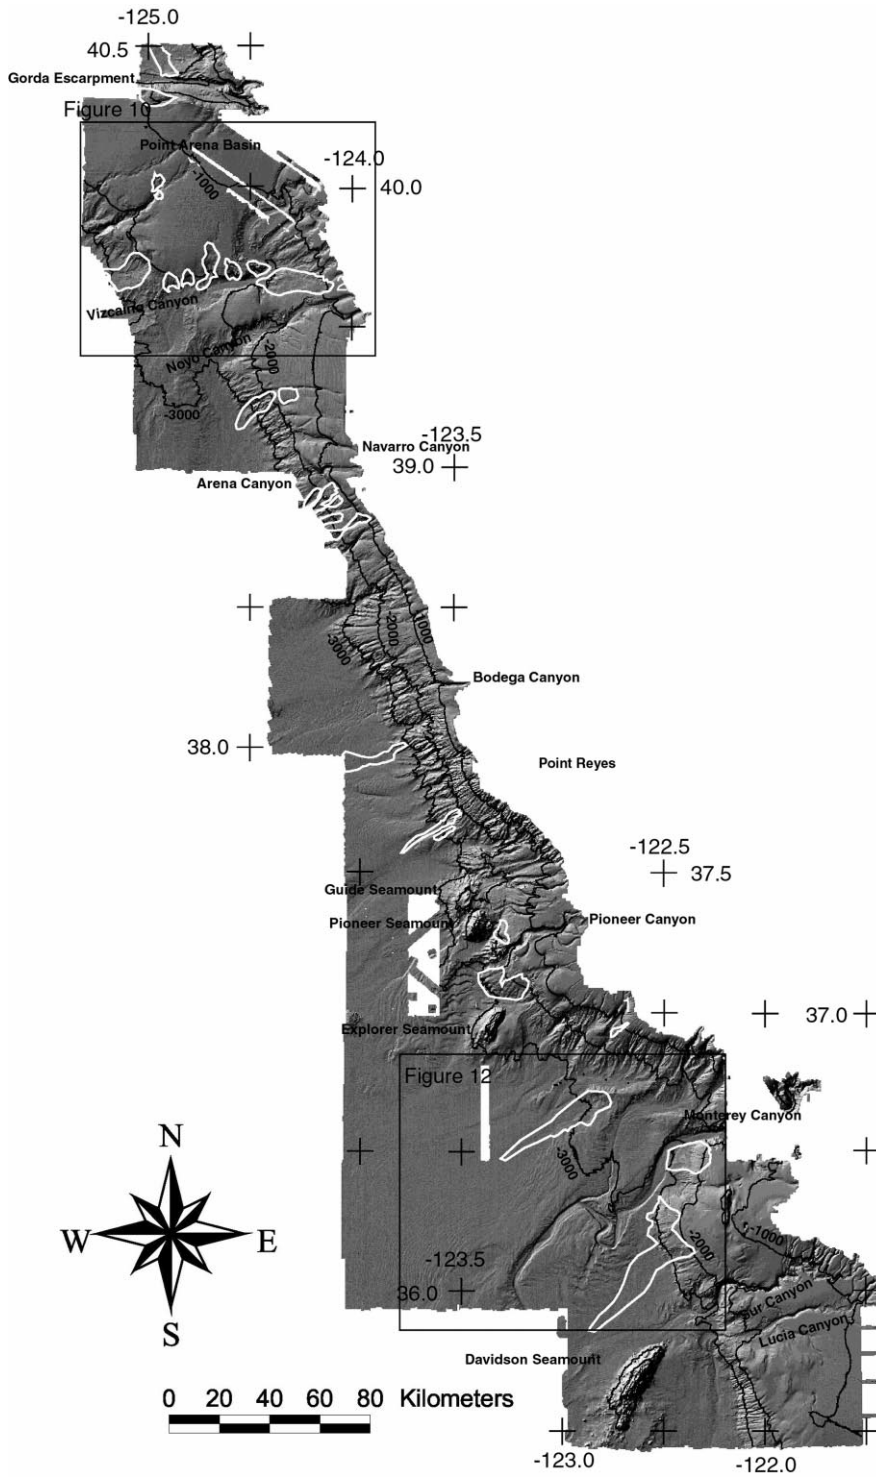 -125.0
40.5
Gorda Escarpment
Figure 10
Point Arena Basin
-124.0
40.0
-1000
Vizcaino Canyon
Noyo Canyon
-2000
-3000
-123.5
Navarro Canyon
39.0
Arena Canyon
-1000
-2000
-3000
Bodega Canyon
38.0
Point Reyes
-122.5
37.5
Guide Seamount
Pioneer Seamount
Pioneer Canyon
37.0
Explorer Seamount
Figure 12
Monterey Canyon
-3000
N
W
E
S
-2000
-1000
-123.5
36.0
Sur Canyon
Lucia Canyon
Davidson Seamount
0 20 40 60 80 Kilometers
-123.0
-122.0